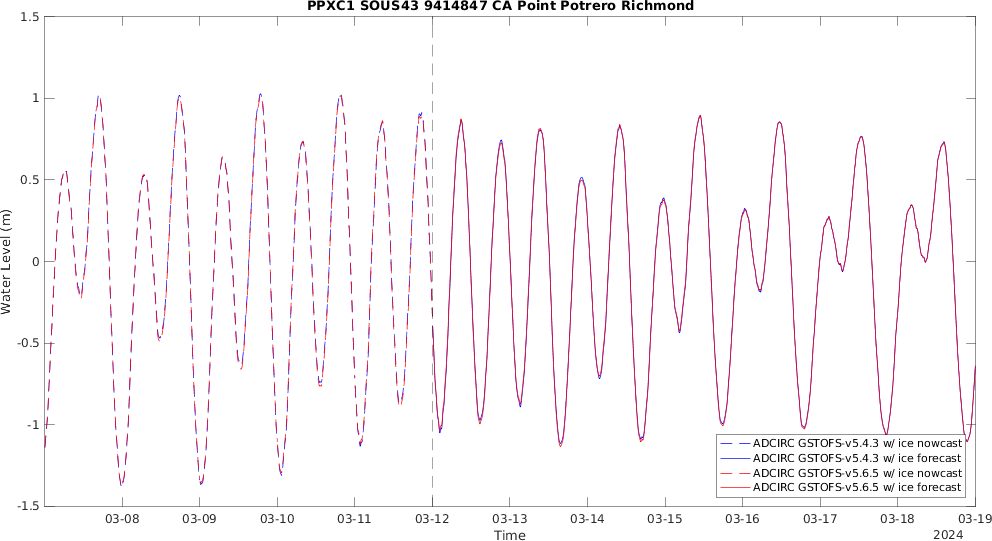 PPXC1 SOUS43 9414847 CA Point Potrero Richmond
1.5
1
0.5
0
-0.5
-1
-1.5
Water Level (m)
03-08 03-09 03-10 03-11 03-12 03-13 03-14 03-15 03-16 03-17 03-18 03-19
Time
2024
ADCIRC GSTOFS-v5.4.3 w/ ice nowcast
ADCIRC GSTOFS-v5.4.3 w/ ice forecast
ADCIRC GSTOFS-v5.6.5 w/ ice nowcast
ADCIRC GSTOFS-v5.6.5 w/ ice forecast